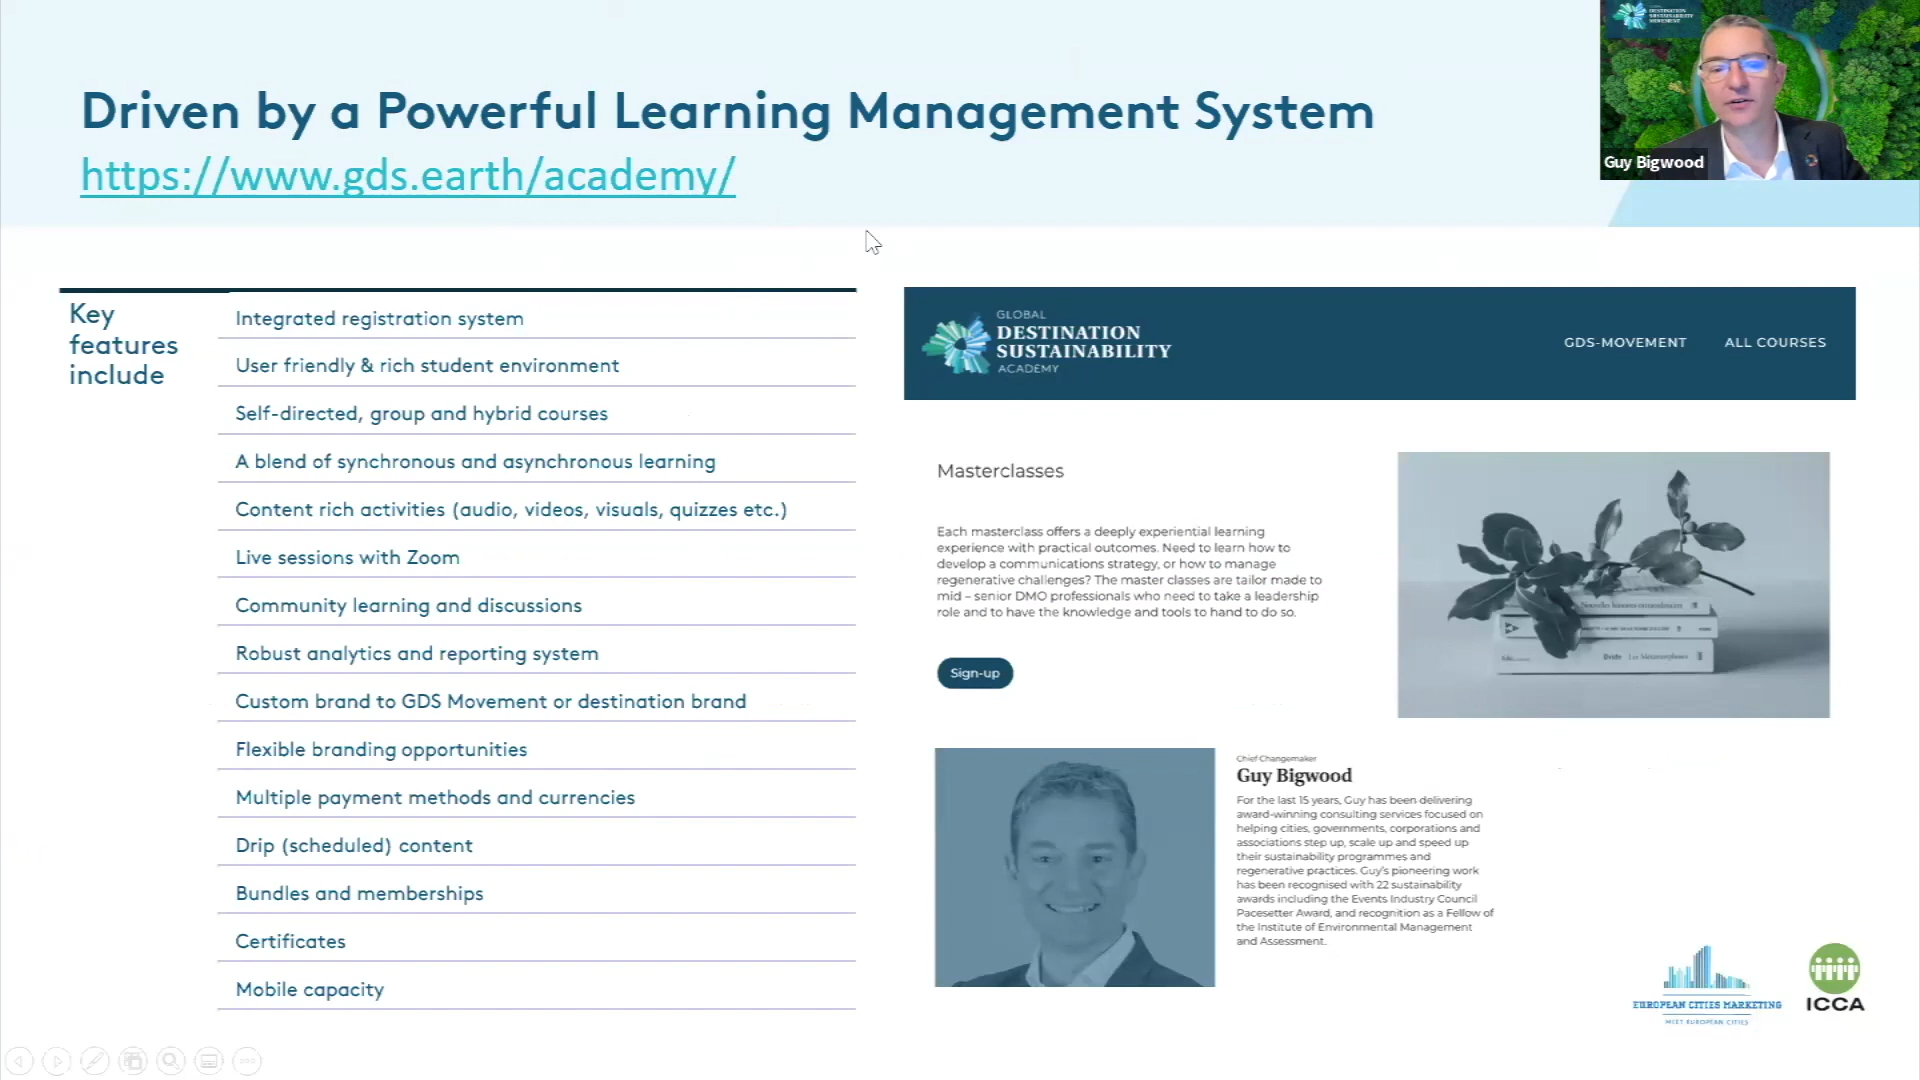 Driven by a Powerful Learning Management System
https://www.gds.earth/academy/
DESTINATION
SUSTAINABILITY
MOVEMENT
Guy Bigwood
Key
features
include
Integrated registration system
User friendly & rich student environment
Self-directed, group and hybrid courses
A blend of synchronous and asynchronous learning
Content rich activities (audio, videos, visuals, quizzes etc.)
Live sessions with Zoom
Community learning and discussions
Robust analytics and reporting system
Custom brand to GDS Movement or destination brand
Flexible branding opportunities
Multiple payment methods and currencies
Drip (scheduled) content
Bundles and memberships
Certificates
Mobile capacity
GLOBAL
DESTINATION
SUSTAINABILITY
ACADEMY
GDS-MOVEMENT
ALL COURSES
Masterclasses
Each masterclass offers a deeply experiential learning
experience with practical outcomes. Need to learn how to
develop a communications strategy, or how to manage
regenerative challenges? The master classes are tailor made to
mid – senior DMO professionals who need to take a leadership
role and to have the knowledge and tools to hand to do so.
Sign-up
Chief Changemaker
Guy Bigwood
For the last 15 years, Guy has been delivering
award-winning consulting services focused on
helping cities, governments, corporations and
associations step up, scale up and speed up
their sustainability programmes and
regenerative practices. Guy's pioneering work
has been recognised with 22 sustainability
awards including the Events Industry Council
Pacesetter Award, and recognition as a Fellow of
the Institute of Environmental Management
and Assessment.
EUROPEAN CITIES MARKETING
MEET EUROPEAN CITIES
ICCA